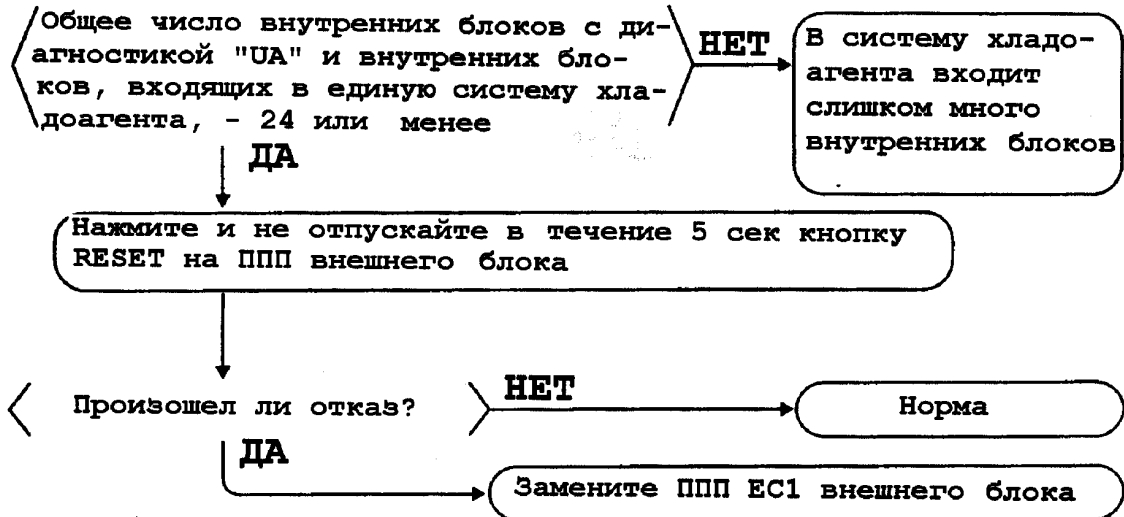 Общее число внутренних блоков с ди-
агностикой "UA" и внутренних бло-
ков, входящих в единую систему хла-
доагента, - 24 или менее
НЕТ
В систему хладо-
агента входит
слишком много
внутренних блоков
ДА
Нажмите и не отпускайте в течение 5 сек кнопку
RESET на ППП внешнего блока
Произошел ли отказ?
НЕТ
Норма
ДА
Замените ППП EC1 внешнего блока